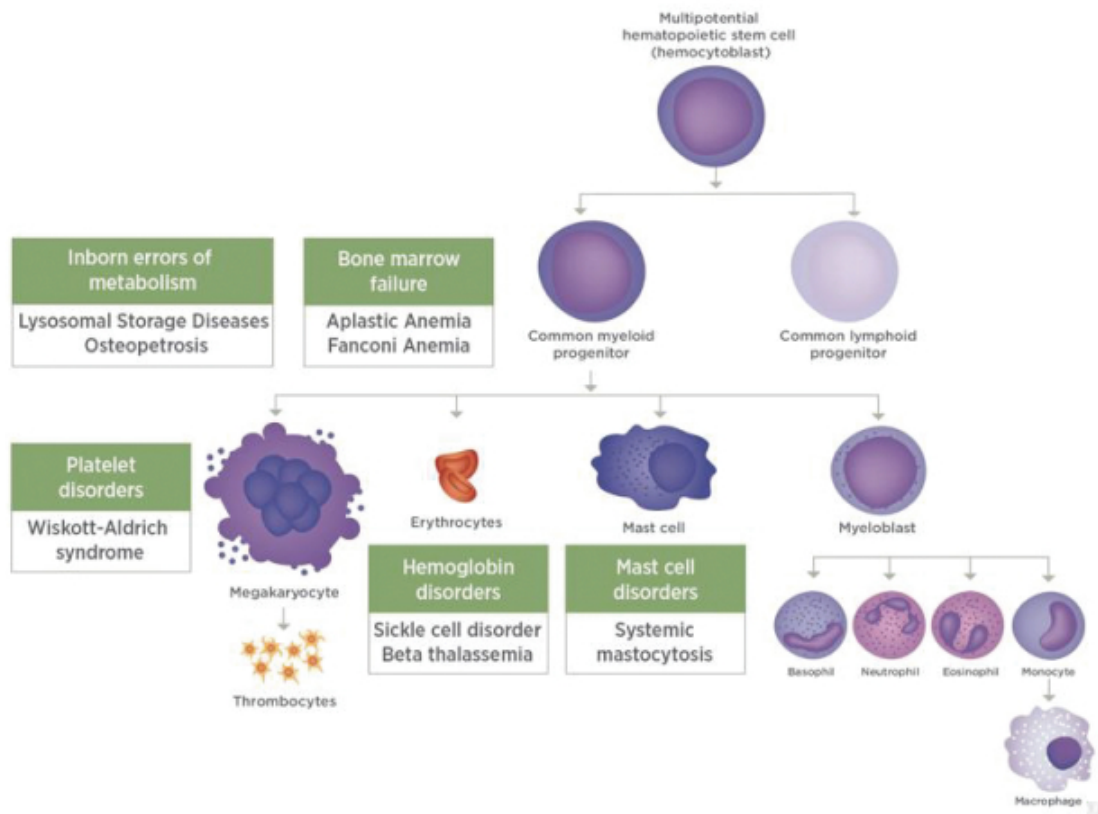 Multipotential
hematopoietic stem cell
(hemocytoblast)
Inborn errors of
metabolism
Lysosomal Storage Diseases
Osteopetrosis
Bone marrow
failure
Aplastic Anemia
Fanconi Anemia
Common myeloid
progenitor
Common lymphoid
progenitor
Platelet
disorders
Wiskott-Aldrich
syndrome
Megakaryocyte
Thrombocytes
Erythrocytes
Hemoglobin
disorders
Sickle cell disorder
Beta thalassemia
Mast cell
Mast cell
disorders
Systemic
mastocytosis
Myeloblast
Basophil
Neutrophil
Eosinophil
Monocyte
Macrophage